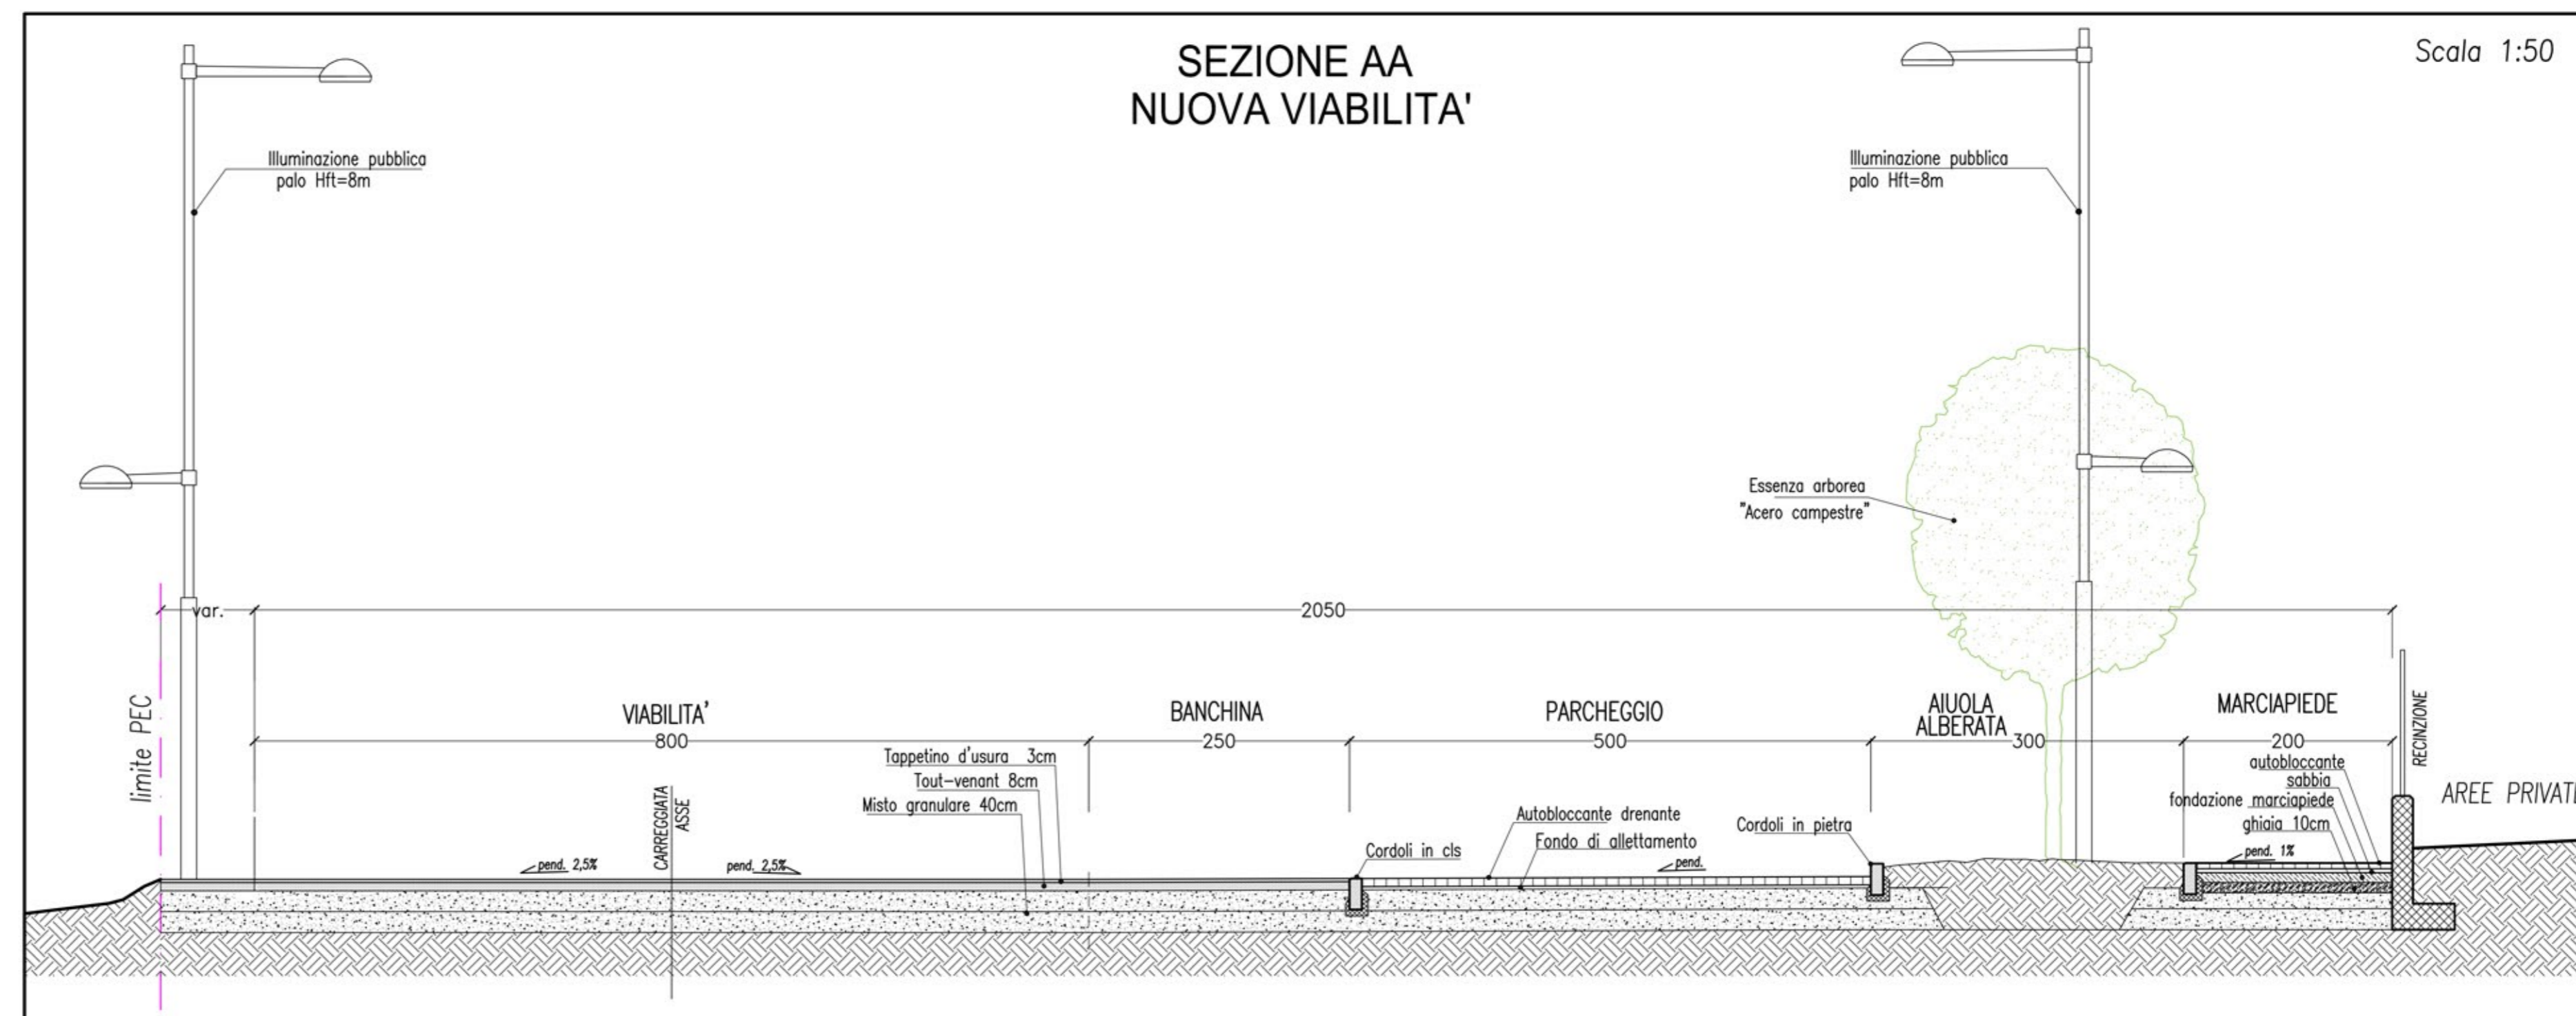 SEZIONE AA
NUOVA VIABILITA'
Scala 1:50
Illuminazione pubblica
palo Hft=8m
Illuminazione pubblica
palo Hft=8m
Essenza arborea
"Acero campestre"
var.
2050
limite PEC
VIABILITA'
800
BANCHINA
250
PARCHEGGIO
500
AIUOLA
ALBERATA
300
MARCIAPIEDE
200
RECINZIONE
Tappetino d'usura 3cm
Tout-venant 8cm
Misto granulare 40cm
CARREGGIATA
ASSE
pend. 2,5%
pend. 2,5%
Cordoli in cls
Autobloccante drenante
Fondo di allettamento
pend.
Cordoli in pietra
autobloccante
sabbia
fondazione marciapiede
ghiaia 10cm
pend. 1%
AREE PRIVATE